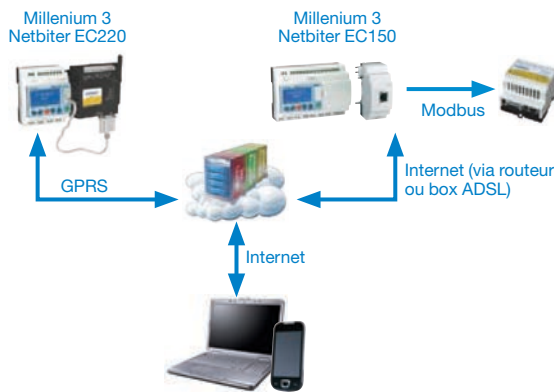 Millenium 3
Netbiter EC220
Millenium 3
Netbiter EC150
Modbus
GPRS
Internet (via routeur
ou box ADSL)
Internet